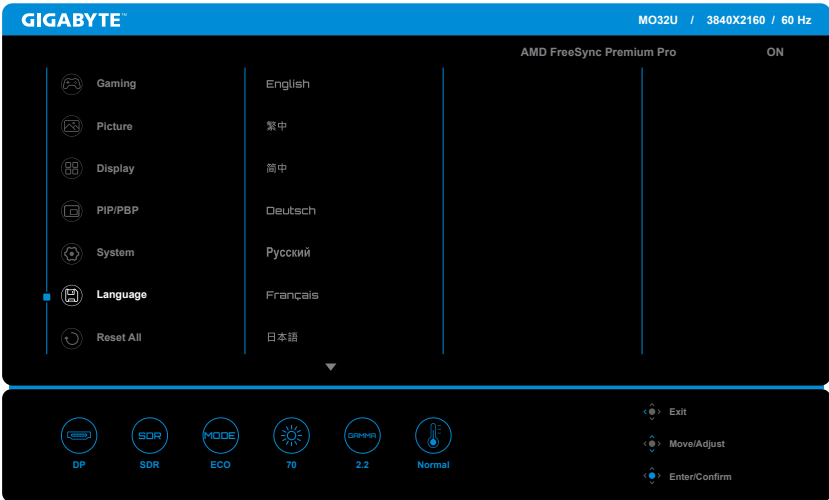 GIGABYTE™
MO32U / 3840X2160 / 60 Hz
AMD FreeSync Premium Pro ON
Gaming English
Picture 繁中
Display 简中
PIP/PBP Deutsch
System Русский
Language Français
Reset All 日本語
SDR MODE GAMMA
DP SDR ECO 70 2.2 Normal
Exit
Move/Adjust
Enter/Confirm